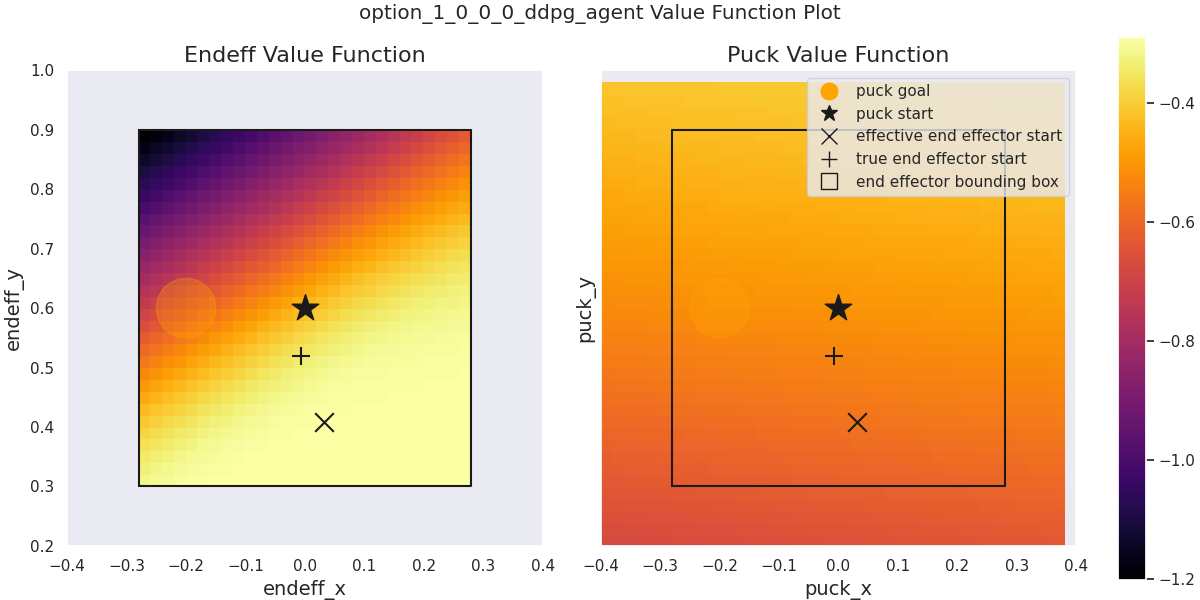 option_1_0_0_0_ddpg_agent Value Function Plot
Endeff Value Function
Puck Value Function
1.0
0.9
0.8
0.7
0.6
0.5
0.4
0.3
0.2
endeff_y
−0.4
−0.3
−0.2
−0.1
0.0
0.1
0.2
0.3
0.4
endeff_x
puck_y
puck goal
puck start
effective end effector start
true end effector start
end effector bounding box
−0.4
−0.3
−0.2
−0.1
0.0
0.1
0.2
0.3
0.4
puck_x
−0.4
−0.6
−0.8
−1.0
−1.2